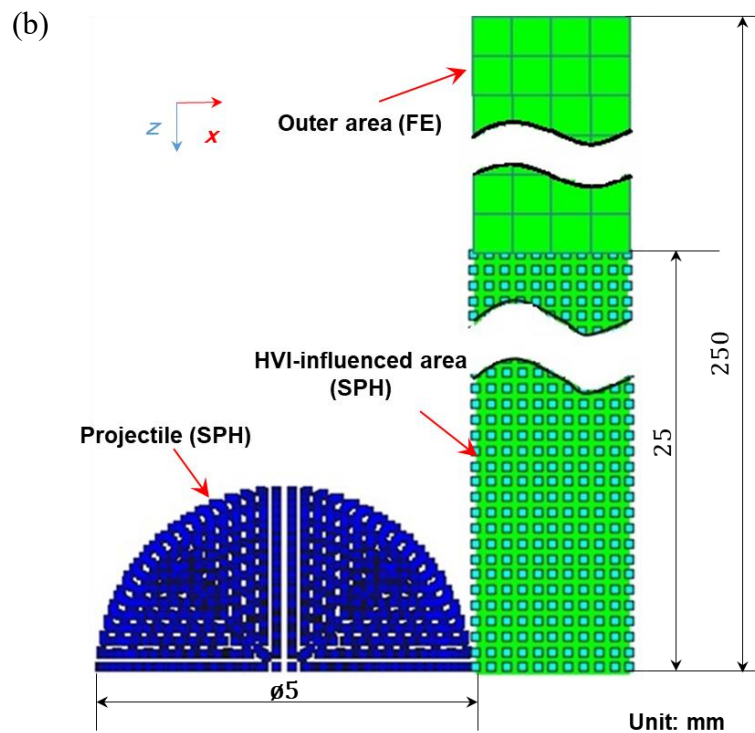 (b)
Outer area (FE)
z
x
HVI-influenced area
(SPH)
Projectile (SPH)
250
25
ø5
Unit: mm